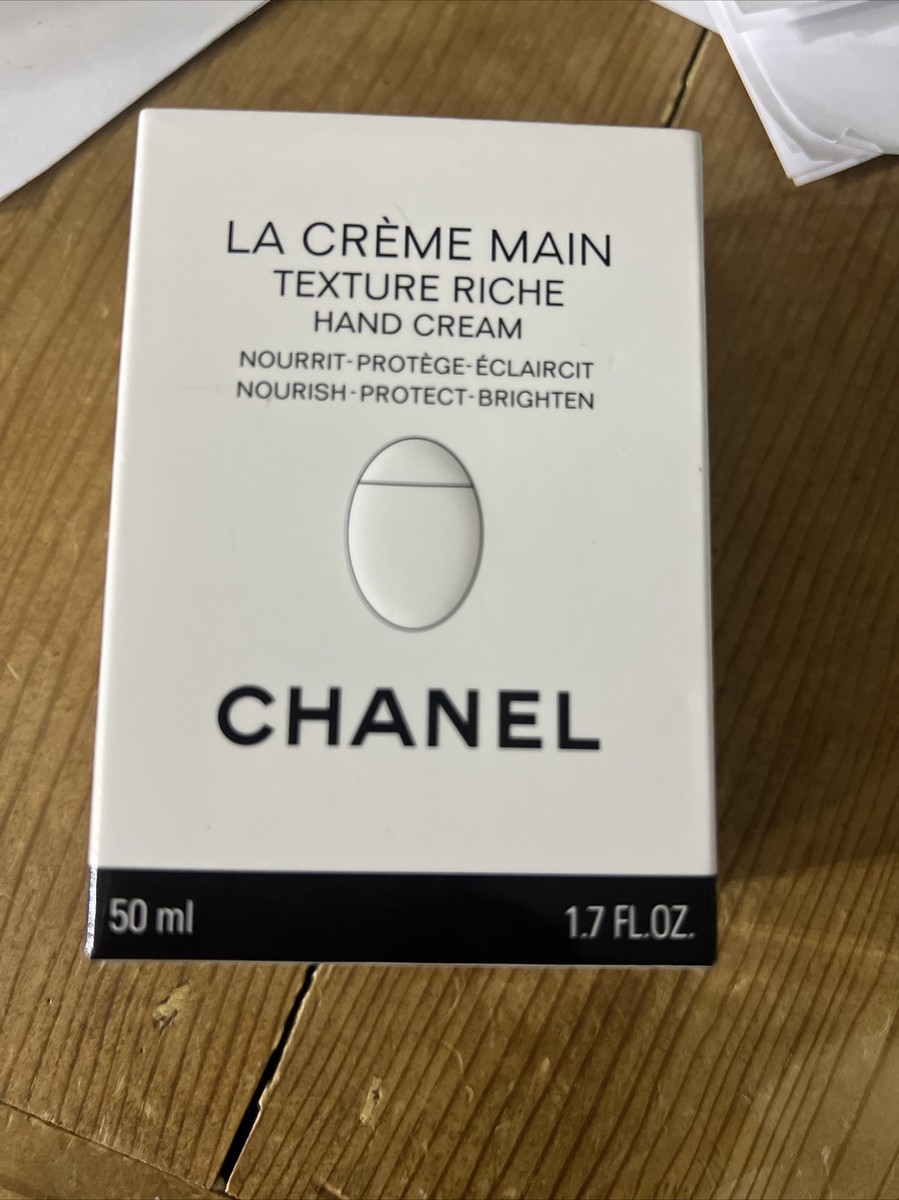 LA CRÈME MAIN
TEXTURE RICHE
HAND CREAM
NOURRIT-PROTÈGE-ÉCLAIRCIT
NOURISH-PROTECT-BRIGHTEN
CHANEL
50 ml 1.7 FL.OZ.